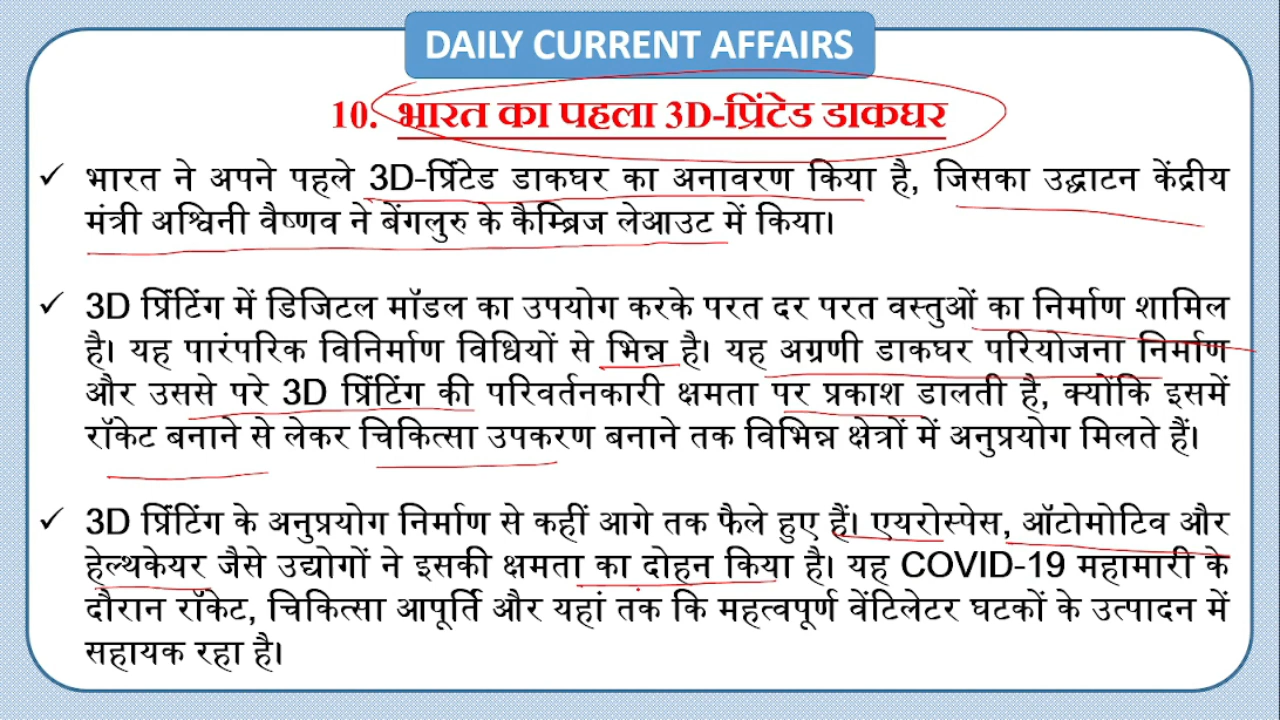 DAILY CURRENT AFFAIRS
10. भारत का पहला 3D-प्रिंटेड डाकघर
✓ भारत ने अपने पहले 3D-प्रिंटेड डाकघर का अनावरण किया है, जिसका उद्घाटन केंद्रीय
मंत्री अश्विनी वैष्णव ने बेंगलुरु के कैम्ब्रिज लेआउट में किया।
✓ 3D प्रिंटिंग में डिजिटल मॉडल का उपयोग करके परत दर परत वस्तुओं का निर्माण शामिल
है। यह पारंपरिक विनिर्माण विधियों से भिन्न है। यह अग्रणी डाकघर परियोजना निर्माण
और उससे परे 3D प्रिंटिंग की परिवर्तनकारी क्षमता पर प्रकाश डालती है, क्योंकि इसमें
रॉकेट बनाने से लेकर चिकित्सा उपकरण बनाने तक विभिन्न क्षेत्रों में अनुप्रयोग मिलते हैं।
✓ 3D प्रिंटिंग के अनुप्रयोग निर्माण से कहीं आगे तक फैले हुए हैं। एयरोस्पेस, ऑटोमोटिव और
हेल्थकेयर जैसे उद्योगों ने इसकी क्षमता का दोहन किया है। यह COVID-19 महामारी के
दौरान रॉकेट, चिकित्सा आपूर्ति और यहां तक कि महत्वपूर्ण वेंटिलेटर घटकों के उत्पादन में
सहायक रहा है।